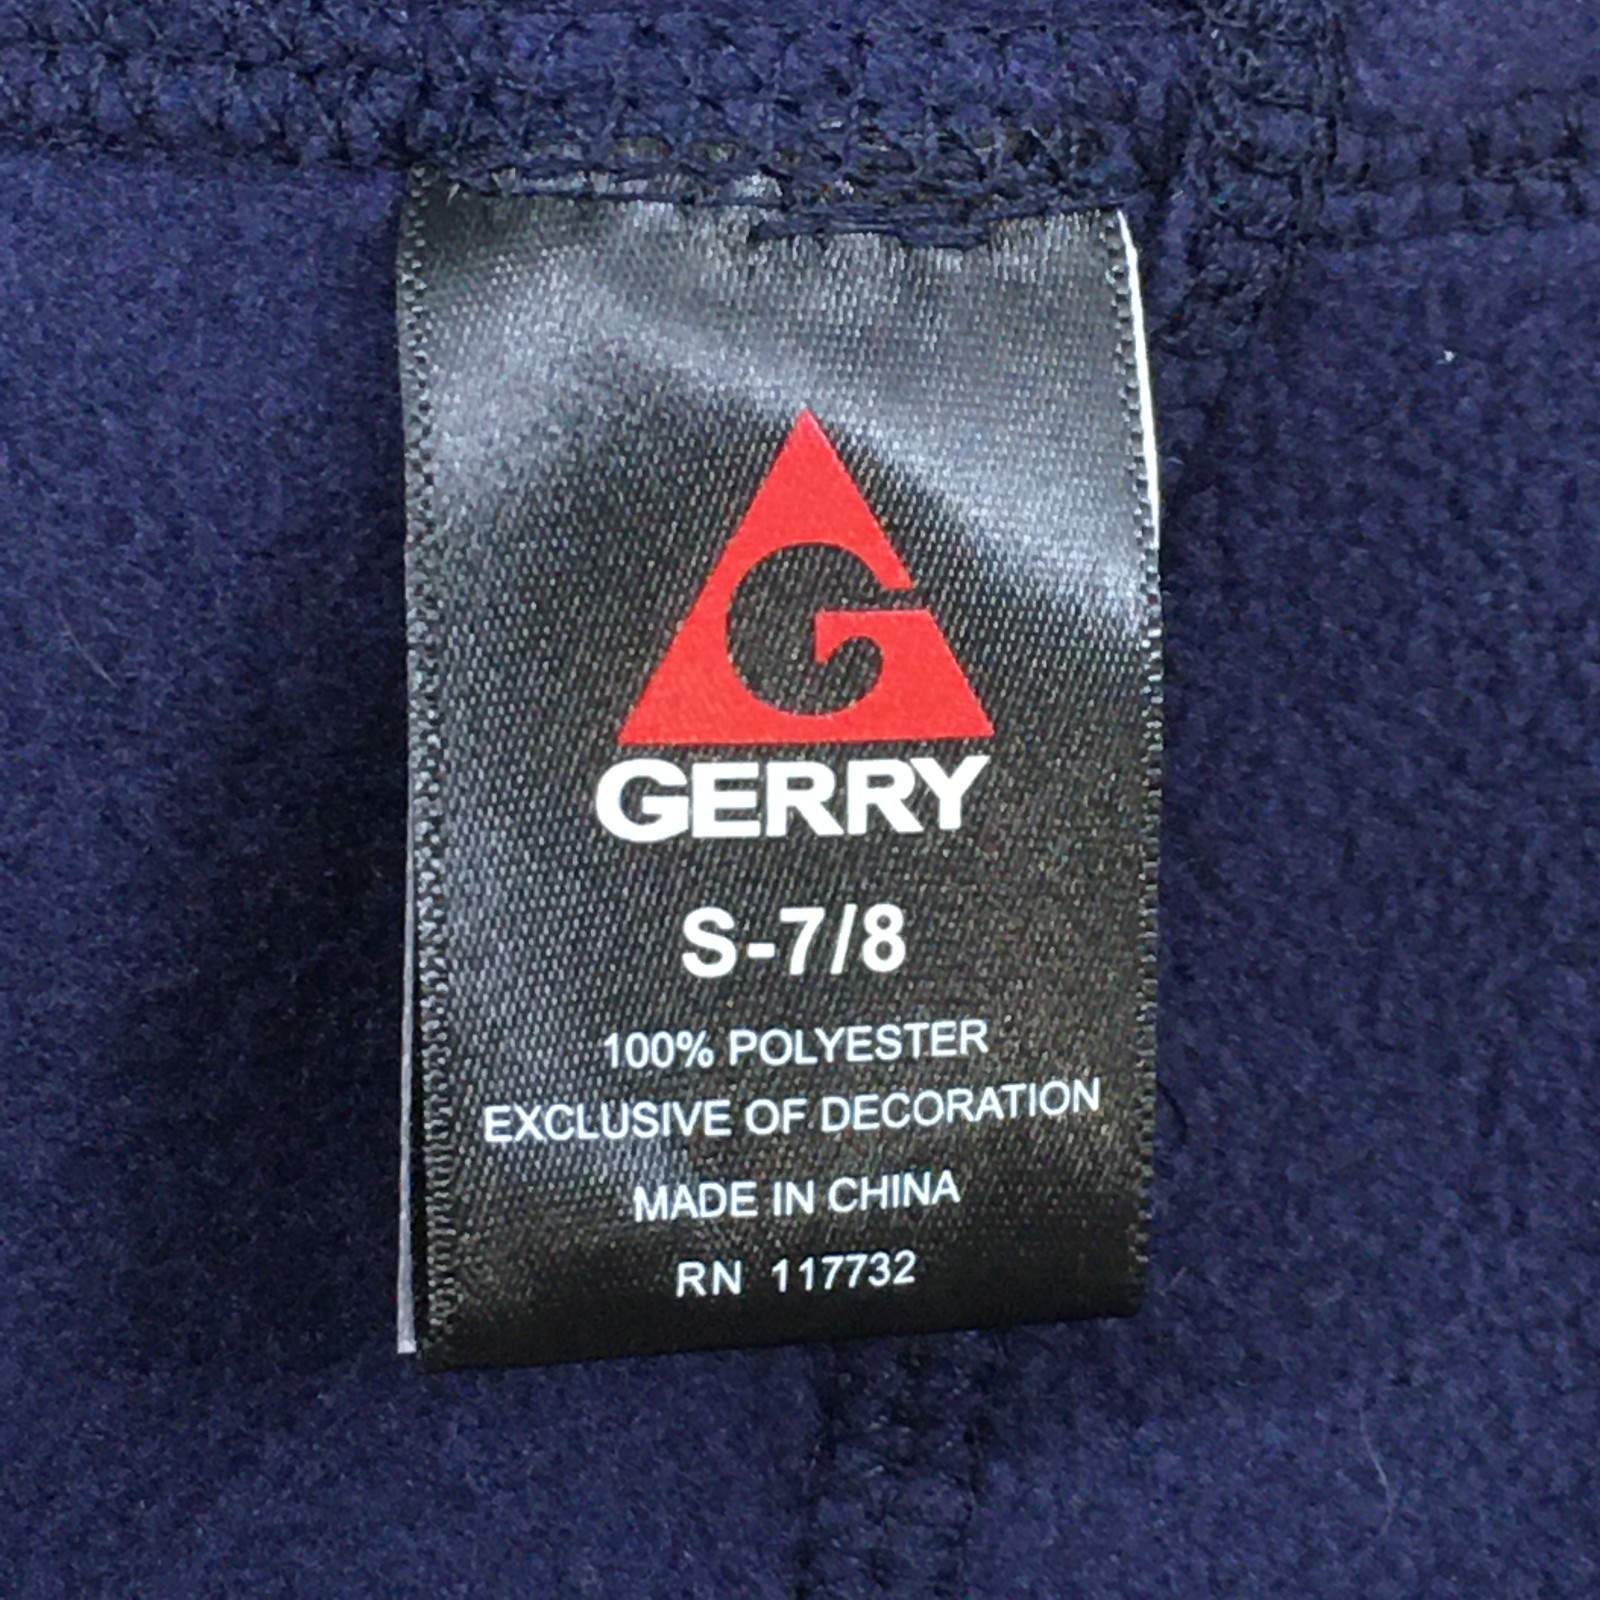 G
GERRY
S-7/8
100% POLYESTER
EXCLUSIVE OF DECORATION
MADE IN CHINA
RN 117732